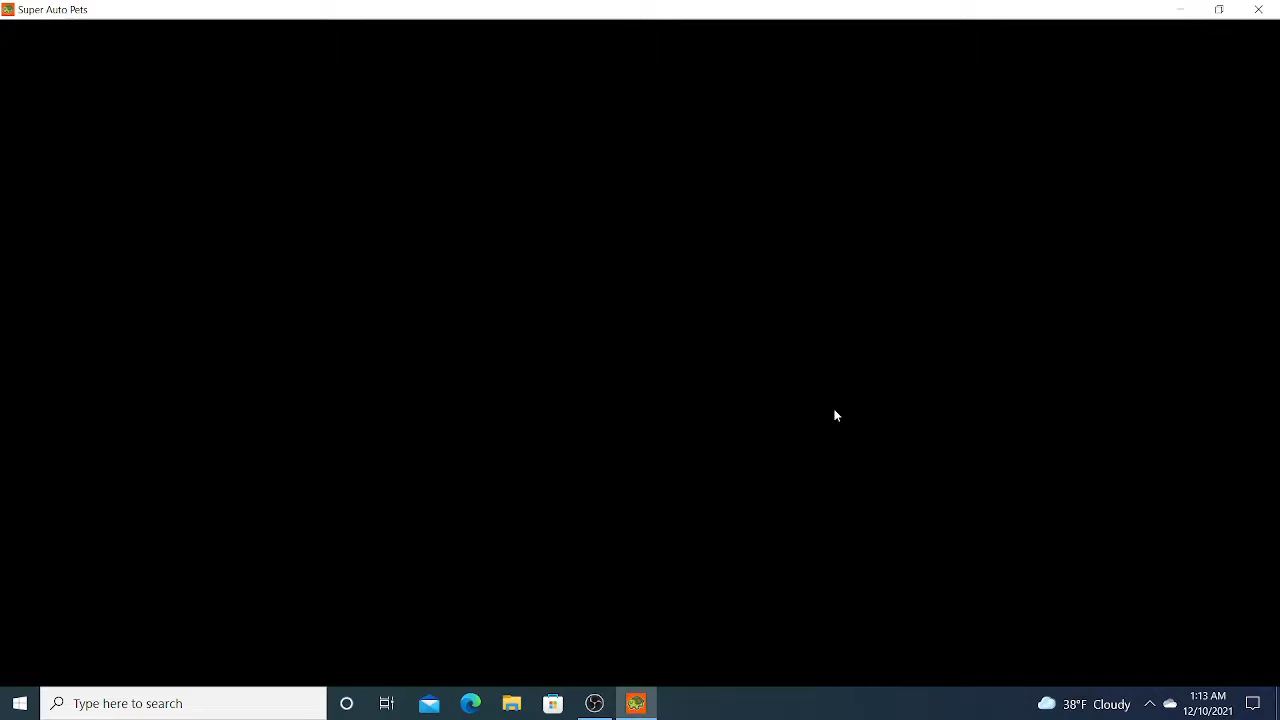 Super Auto Pets
Type here to search
38°F Cloudy
1:13 AM
12/10/2021